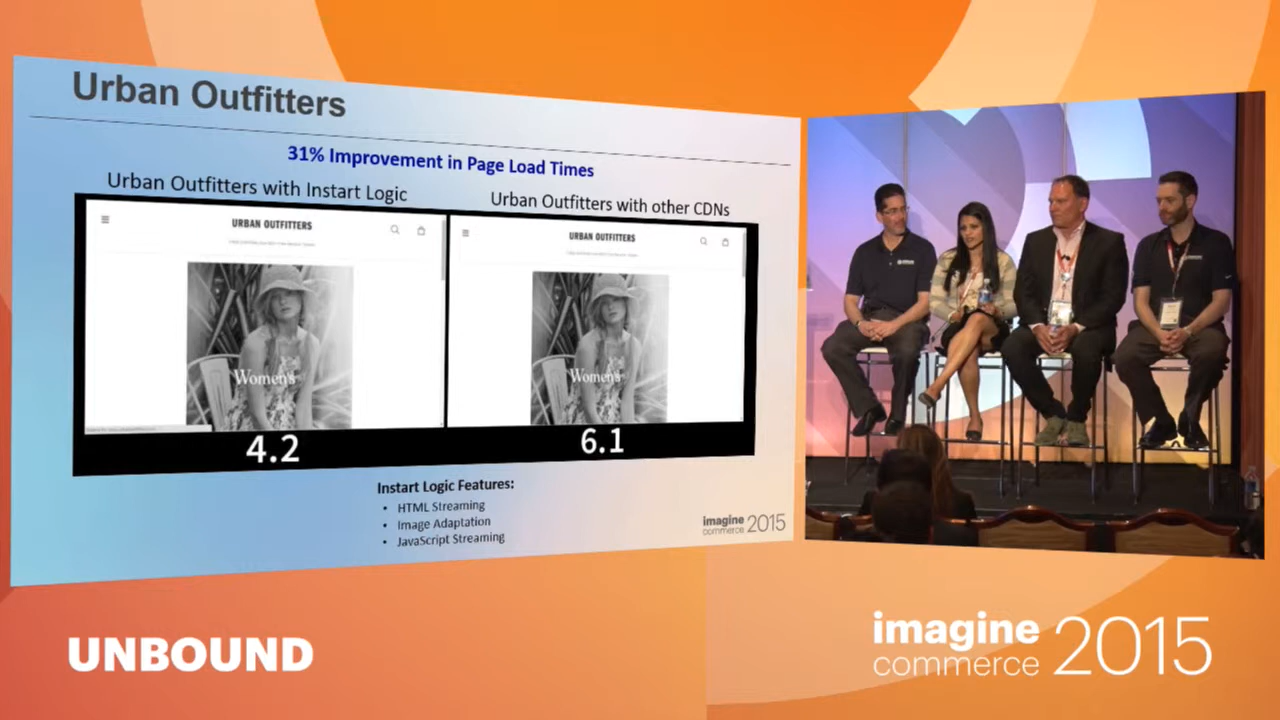 Urban Outfitters
31% Improvement in Page Load Times
Urban Outfitters with Instart Logic
Urban Outfitters with other CDNs
URBAN OUTFITTERS
URBAN OUTFITTERS
Women's
Women's
4.2
6.1
Instart Logic Features:
• HTML Streaming
• Image Adaptation
• JavaScript Streaming
imagine
commerce 2015
UNBOUND
imagine
commerce 2015